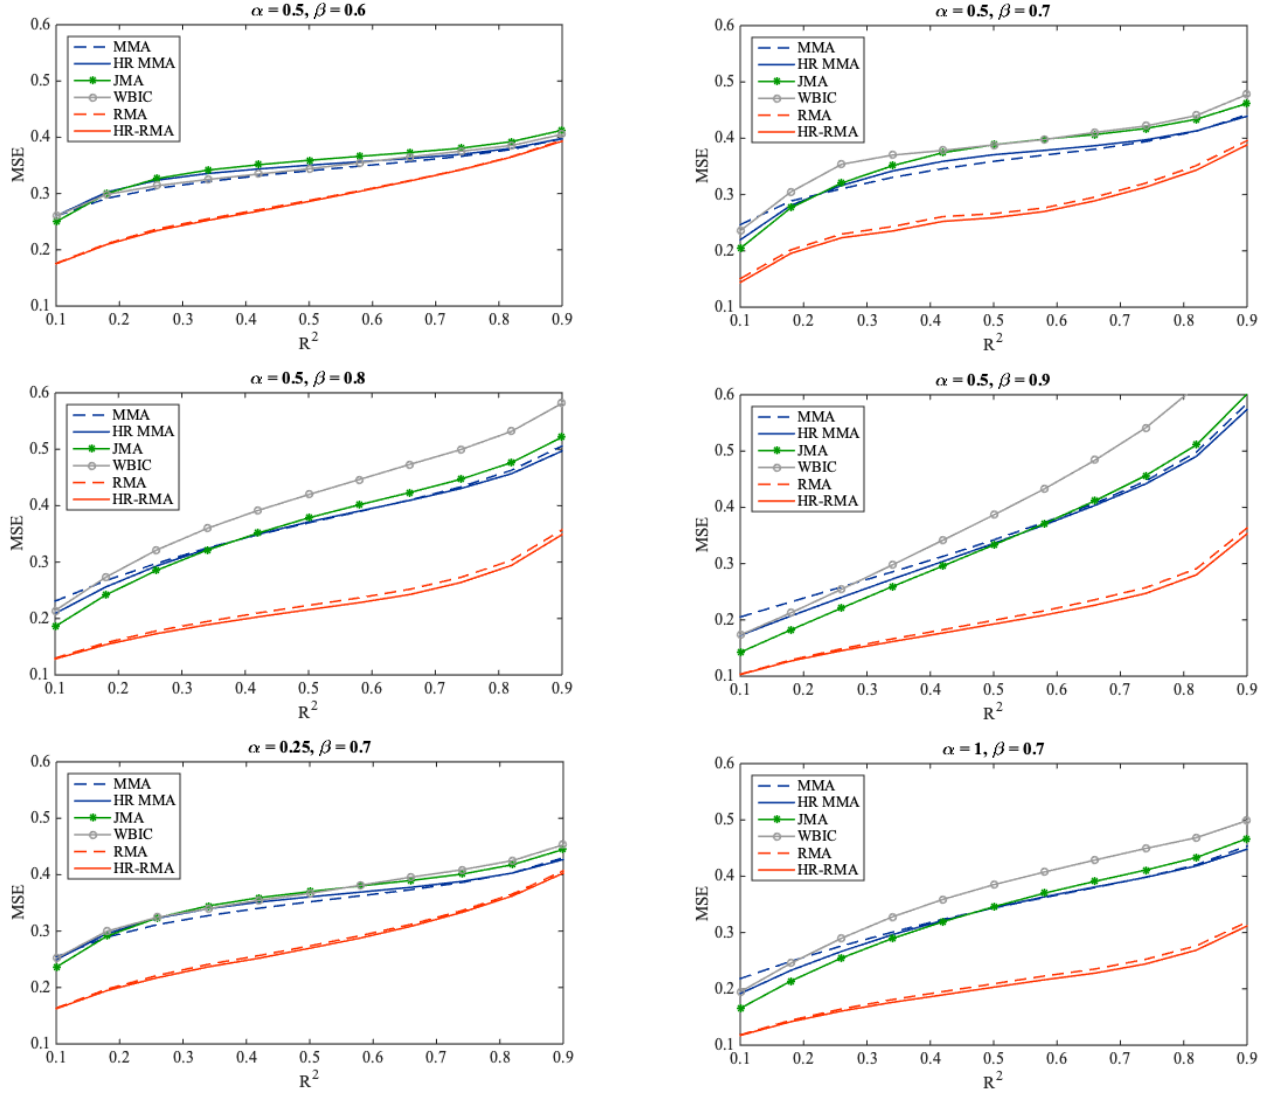 α = 0.5, β = 0.6
0.6
0.5
0.4
0.3
0.2
0.1
MSE
MMA
HR MMA
JMA
WBIC
RMA
HR-RMA
0.1 0.2 0.3 0.4 0.5 0.6 0.7 0.8 0.9
R²
α = 0.5, β = 0.7
0.6
0.5
0.4
0.3
0.2
0.1
MSE
MMA
HR MMA
JMA
WBIC
RMA
HR-RMA
0.1 0.2 0.3 0.4 0.5 0.6 0.7 0.8 0.9
R²
α = 0.5, β = 0.8
0.6
0.5
0.4
0.3
0.2
0.1
MSE
MMA
HR MMA
JMA
WBIC
RMA
HR-RMA
0.1 0.2 0.3 0.4 0.5 0.6 0.7 0.8 0.9
R²
α = 0.5, β = 0.9
0.6
0.5
0.4
0.3
0.2
0.1
MSE
MMA
HR MMA
JMA
WBIC
RMA
HR-RMA
0.1 0.2 0.3 0.4 0.5 0.6 0.7 0.8 0.9
R²
α = 0.25, β = 0.7
0.6
0.5
0.4
0.3
0.2
0.1
MSE
MMA
HR MMA
JMA
WBIC
RMA
HR-RMA
0.1 0.2 0.3 0.4 0.5 0.6 0.7 0.8 0.9
R²
α = 1, β = 0.7
0.6
0.5
0.4
0.3
0.2
0.1
MSE
MMA
HR MMA
JMA
WBIC
RMA
HR-RMA
0.1 0.2 0.3 0.4 0.5 0.6 0.7 0.8 0.9
R²